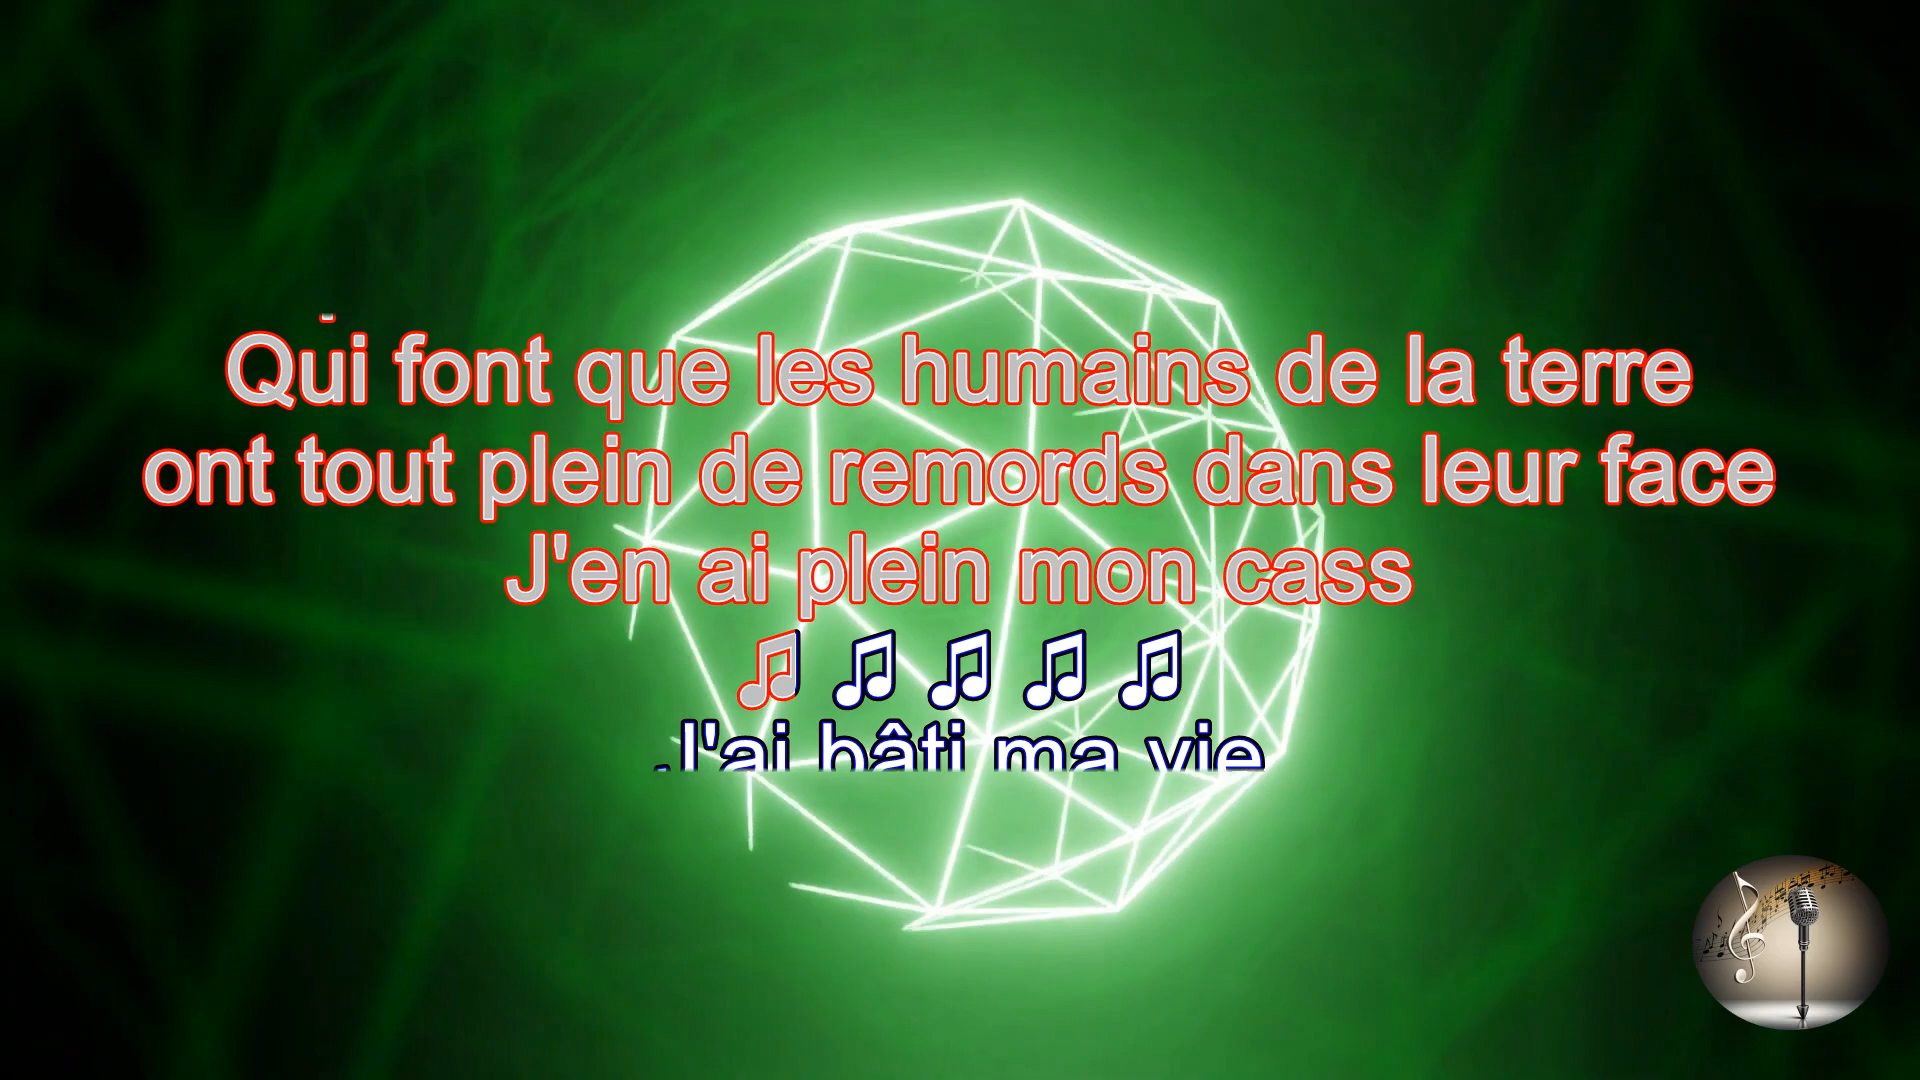 Qui font que les humains de la terre
ont tout plein de remords dans leur face
J'en ai plein mon cass
♫ ♫ ♫ ♫ ♫
J'ai bâti ma vie